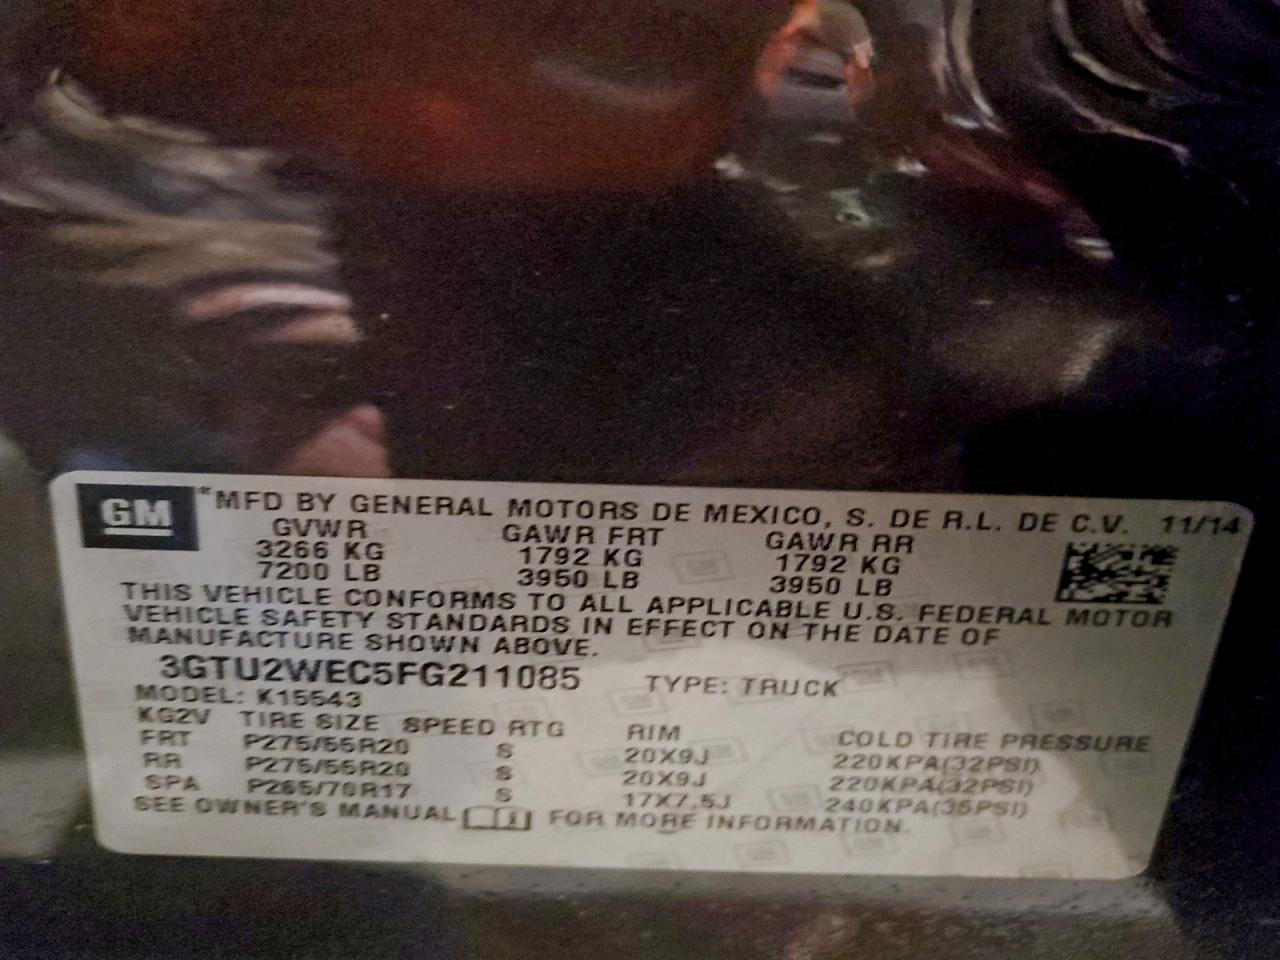 GM
MFD BY GENERAL MOTORS DE MEXICO, S. DE R.L. DE C.V. 11/14
GVWR GAWR FRT GAWR RR
3266 KG 1792 KG 1792 KG
7200 LB 3950 LB 3950 LB
THIS VEHICLE CONFORMS TO ALL APPLICABLE U.S. FEDERAL MOTOR
VEHICLE SAFETY STANDARDS IN EFFECT ON THE DATE OF
MANUFACTURE SHOWN ABOVE.
3GTU2WEC5FG211085 TYPE: TRUCK
MODEL: K15543
KG2V TIRE SIZE SPEED RTG RIM COLD TIRE PRESSURE
FRT P275/55R20 S 20X9J 220KPA(32PSI)
RR P275/55R20 S 20X9J 220KPA(32PSI)
SPA P265/70R17 S 17X7.5J 240KPA(35PSI)
SEE OWNER'S MANUAL FOR MORE INFORMATION.